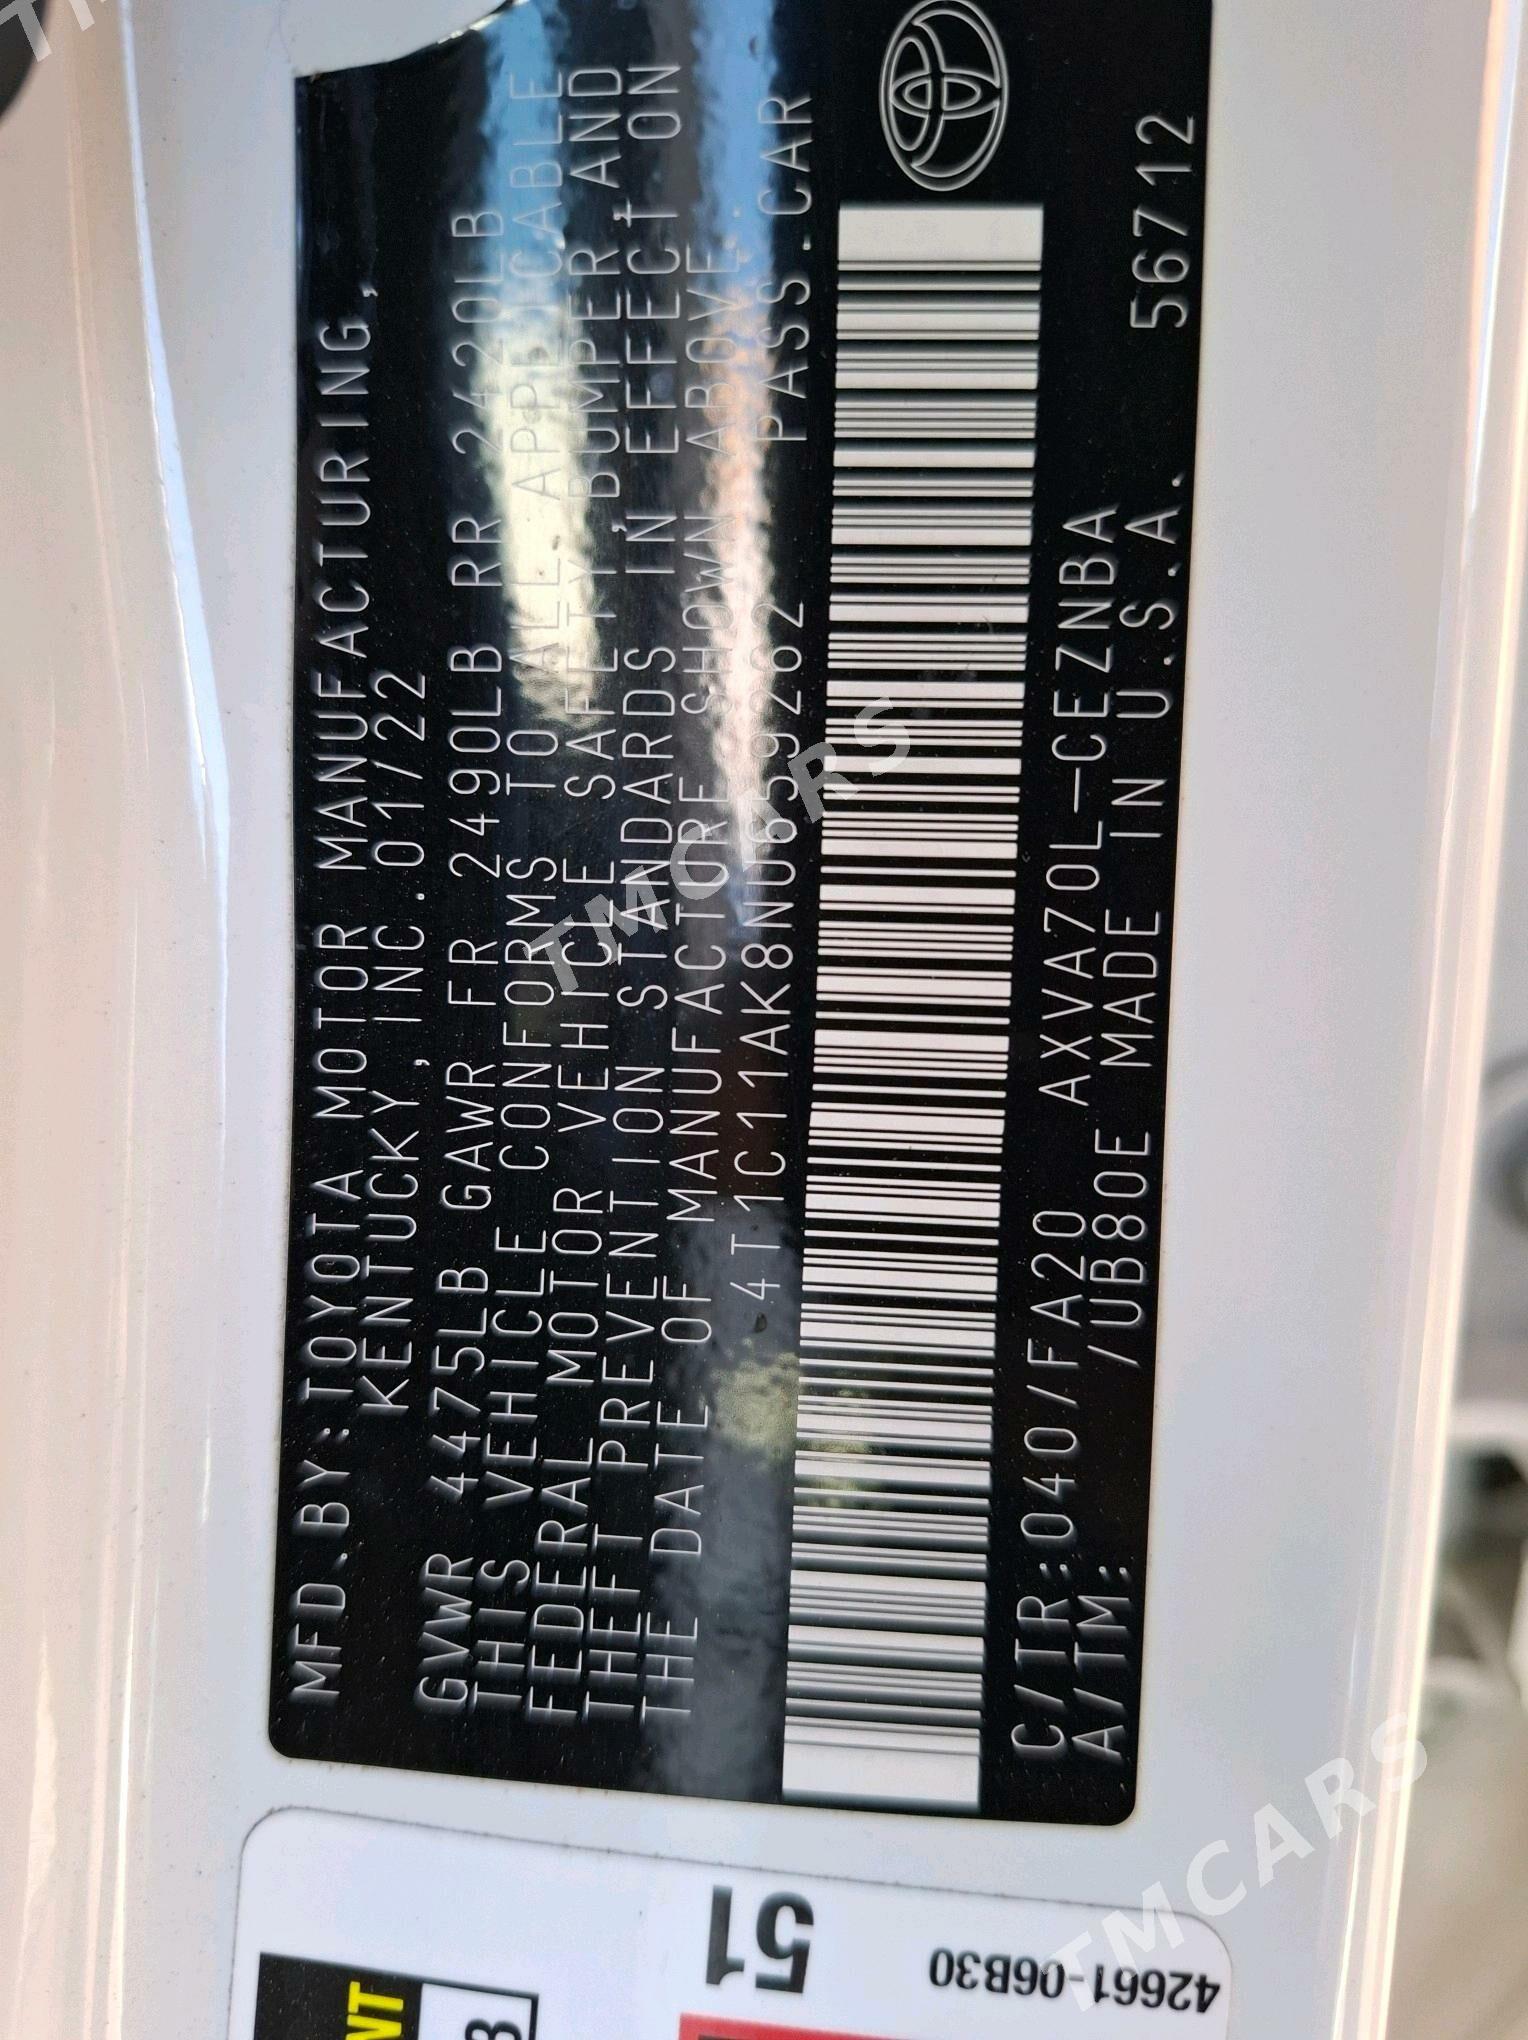 MFD.BY:TOYOTA MOTOR MANUFACTURING,
KENTUCKY,INC.01/22
GVWR 4475LB GAWR FR 2490LB RR 2420LB
THIS VEHICLE CONFORMS TO ALL APPLICABLE
FEDERAL MOTOR VEHICLE SAFETY,BUMPER,AND
THEFT PREVENTION STANDARDS IN EFFECT ON
THE DATE OF MANUFACTURE SHOWN ABOVE.
4T1C11AK8NU659262 PASS.CAR
C/TR:040/FA20 AXVA70L-CEZNBA
A/TM: /UB80E MADE IN U.S.A. 56712
51
42661-06B30
TMCARS
TMCARS